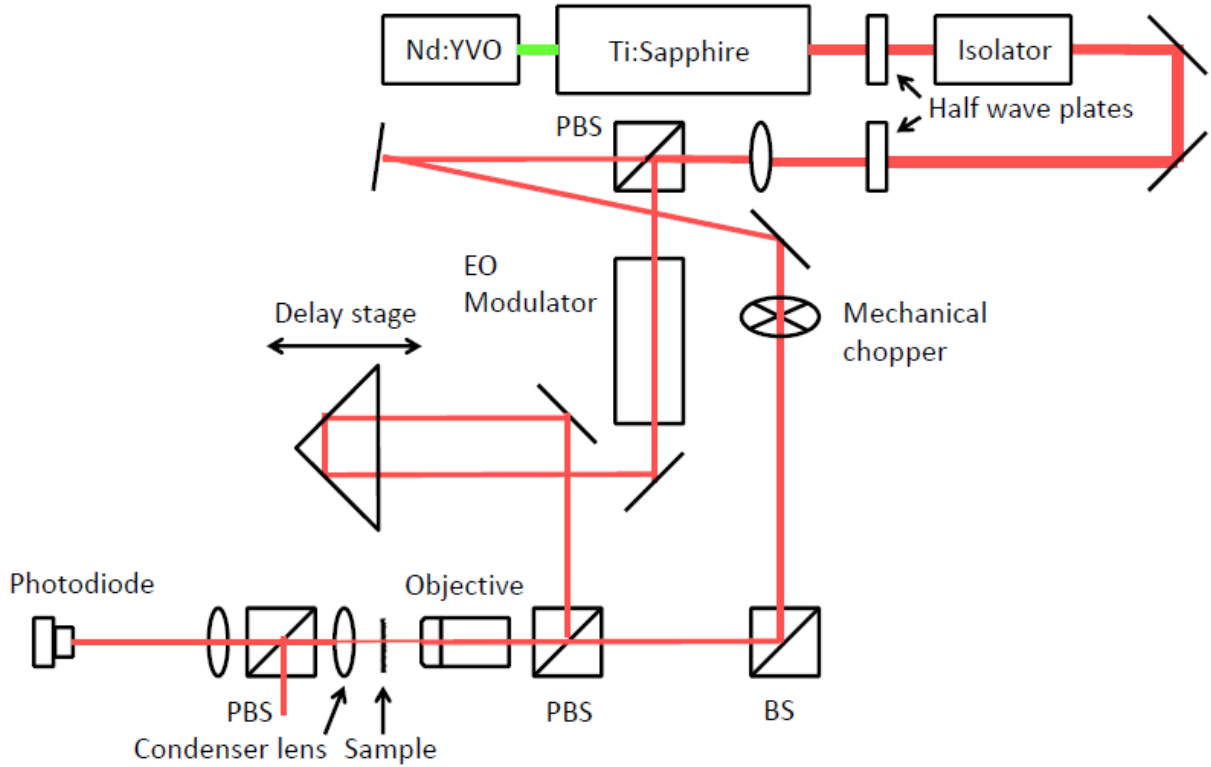 Nd:YVO
Ti:Sapphire
Isolator
Half wave plates
PBS
EO
Modulator
Delay stage
Mechanical
chopper
Photodiode
Objective
PBS
PBS
BS
Condenser lens
Sample